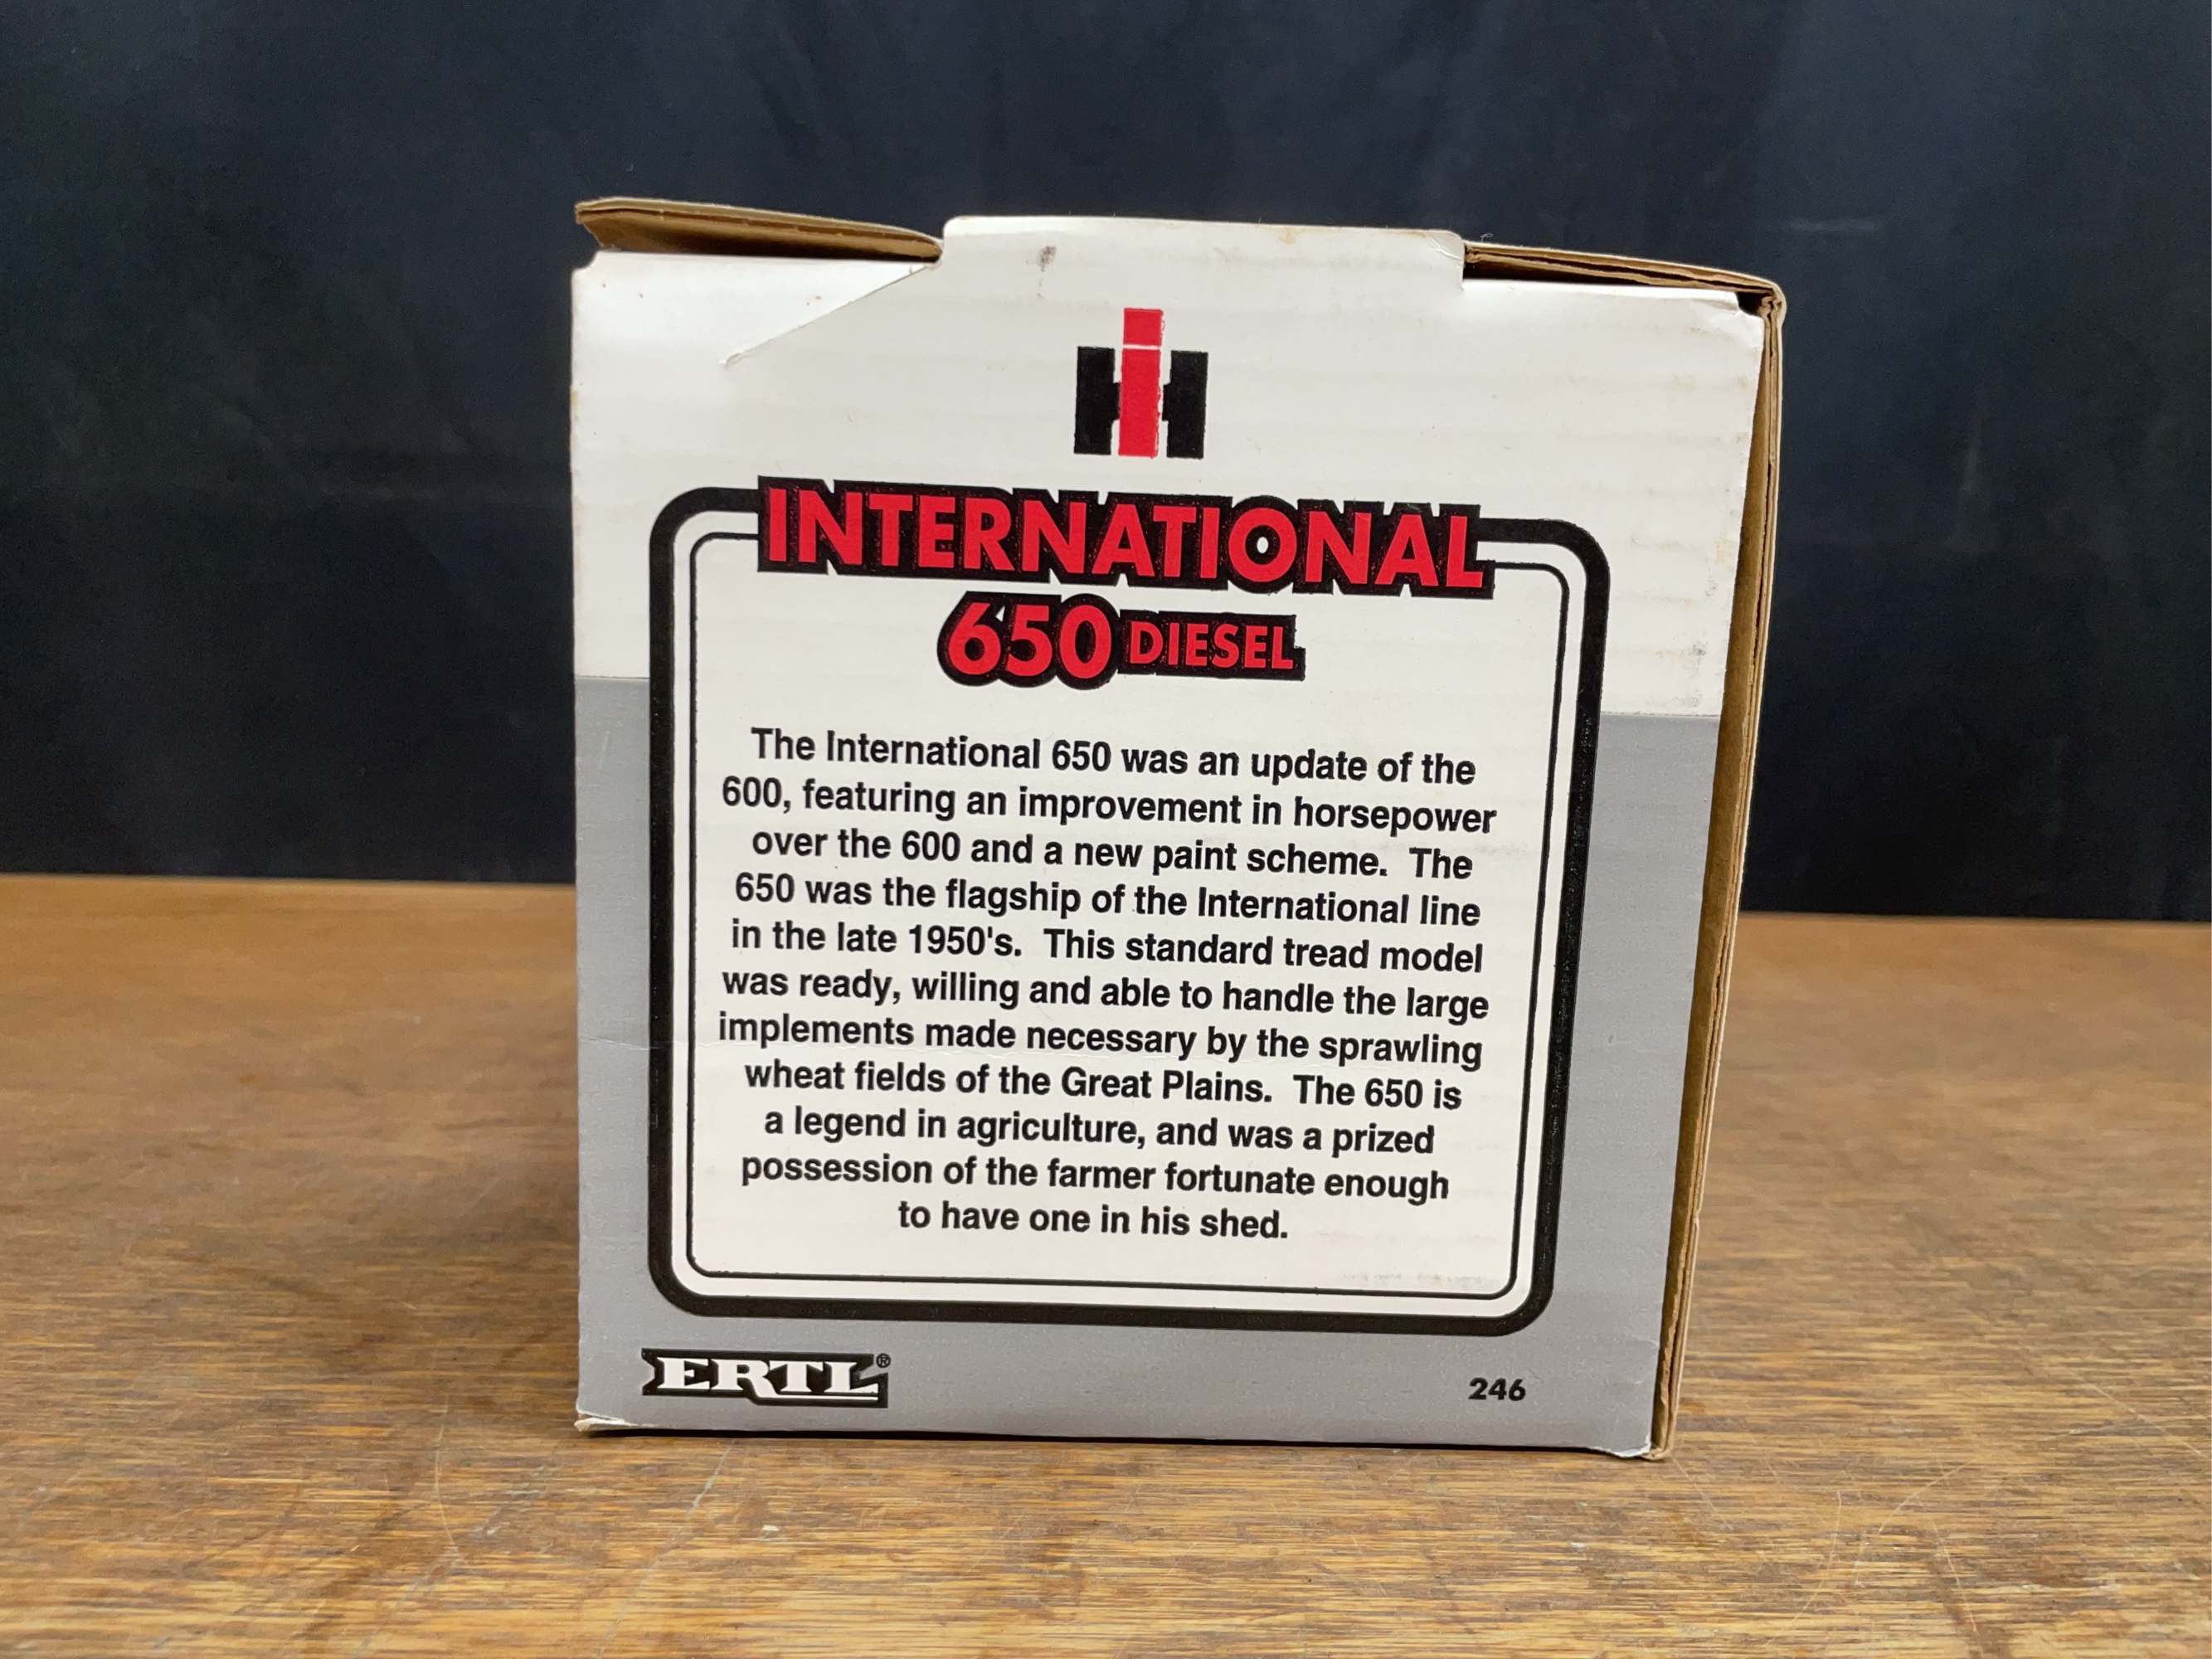 IH
INTERNATIONAL
650 DIESEL
The International 650 was an update of the
600, featuring an improvement in horsepower
over the 600 and a new paint scheme.  The
650 was the flagship of the International line
in the late 1950's.  This standard tread model
was ready, willing and able to handle the large
implements made necessary by the sprawling
wheat fields of the Great Plains.  The 650 is
a legend in agriculture, and was a prized
possession of the farmer fortunate enough
to have one in his shed.
ERTL®
246